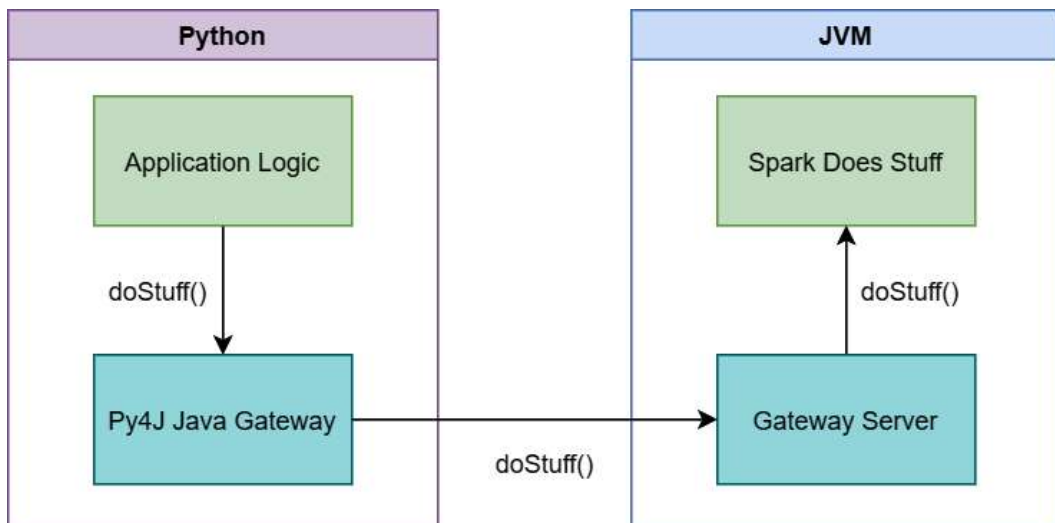 Python
Application Logic
doStuff()
Py4J Java Gateway
doStuff()
JVM
Spark Does Stuff
doStuff()
Gateway Server